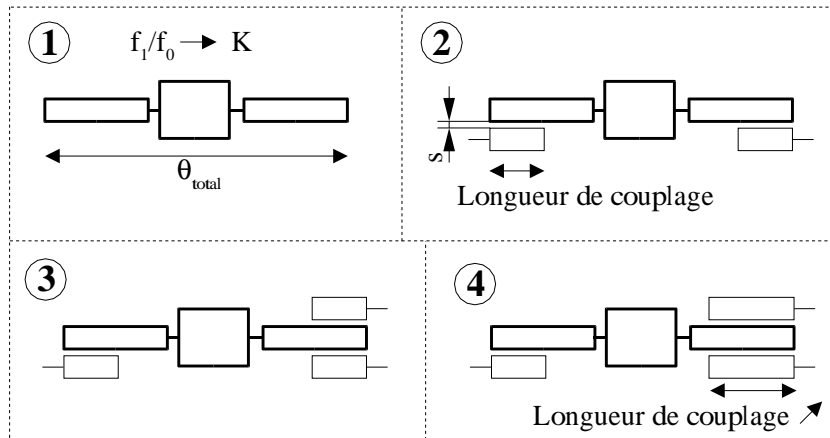 1
f₁/f₀ → K
θtotal
2
s
Longueur de couplage
3
4
Longueur de couplage ↗